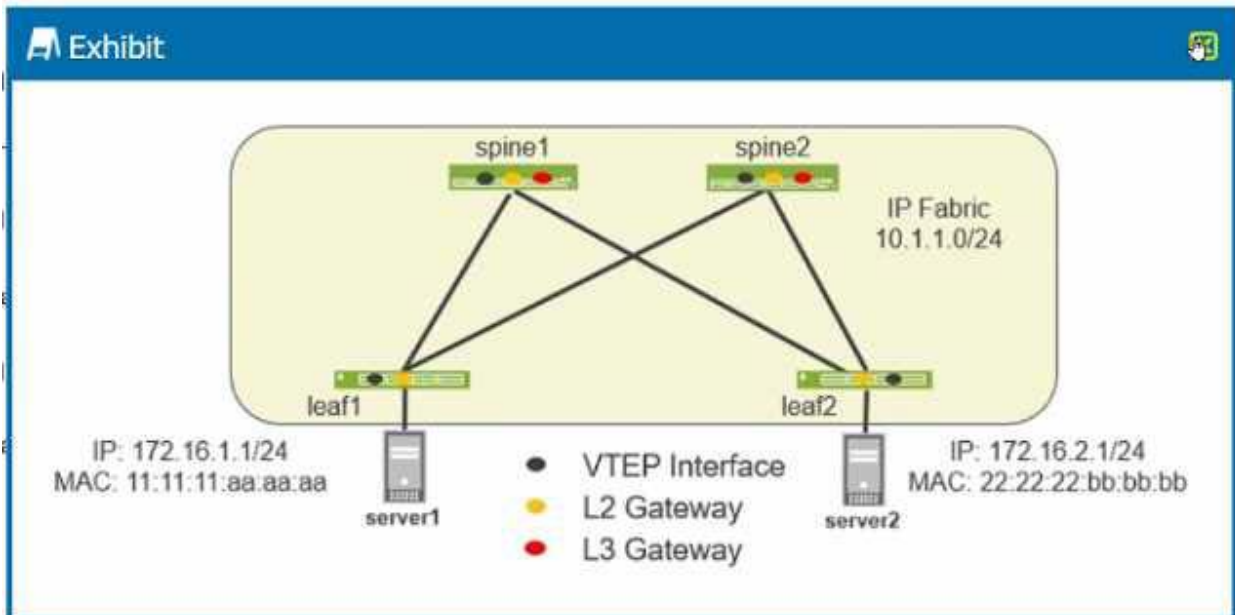 Exhibit
spine1
spine2
IP Fabric
10.1.1.0/24
leaf1
leaf2
IP: 172.16.1.1/24
MAC: 11:11:11:aa:aa:aa
server1
VTEP Interface
L2 Gateway
L3 Gateway
IP: 172.16.2.1/24
MAC: 22:22:22:bb:bb:bb
server2